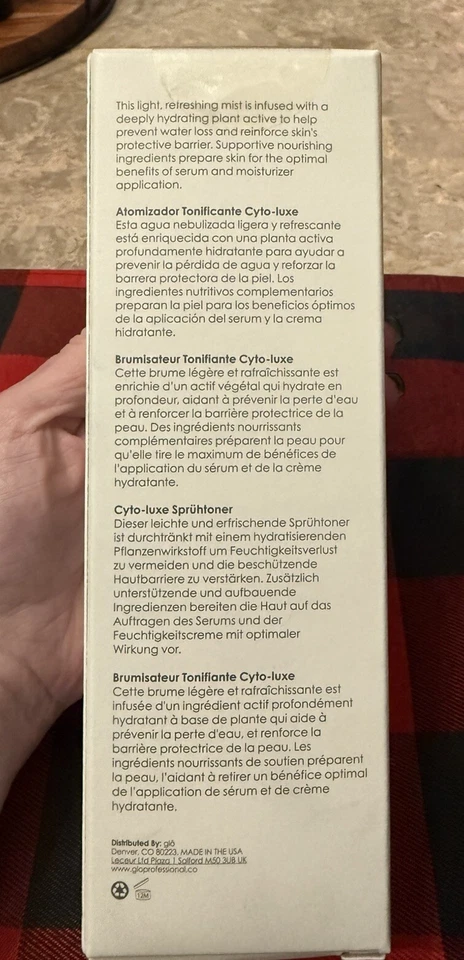 This light, refreshing mist is infused with a
deeply hydrating plant active to help
prevent water loss and reinforce skin's
protective barrier. Supportive nourishing
ingredients prepare skin for the optimal
benefits of serum and moisturizer
application.
Atomizador Tonificante Cyto-luxe
Esta agua nebulizada ligera y refrescante
está enriquecida con una planta activa
profundamente hidratante para ayudar a
prevenir la pérdida de agua y reforzar la
barrera protectora de la piel. Los
ingredientes nutritivos complementarios
preparan la piel para los beneficios óptimos
de la aplicación del serum y la crema
hidratante.
Brumisateur Tonifiante Cyto-luxe
Cette brume légère et rafraîchissante est
enrichie d'un actif végétal qui hydrate en
profondeur, aidant à prévenir la perte d'eau
et à renforcer la barrière protectrice de la
peau. Des ingrédients nourrissants
complémentaires préparent la peau pour
qu'elle tire le maximum de bénéfices de
l'application du sérum et de la crème
hydratante.
Cyto-luxe Sprühtoner
Dieser leichte und erfrischende Sprühtoner
ist durchtränkt mit einem hydratisierenden
Pflanzenwirkstoff um Feuchtigkeitsverlust
zu vermeiden und die beschützende
Hautbarriere zu verstärken. Zusätzlich
unterstützende und aufbauende
Ingredienzen bereiten die Haut auf das
Auftragen des Serums und der
Feuchtigkeitscreme mit optimaler
Wirkung vor.
Brumisateur Tonifiante Cyto-luxe
Cette brume légère et rafraîchissante est
infusée d'un ingrédient actif profondément
hydratant à base de plante qui aide à
prévenir la perte d'eau, et renforce la
barrière protectrice de la peau. Les
ingrédients nourrissants de soutien préparent
la peau, l'aidant à retirer un bénéfice optimal
de l'application de sérum et de crème
hydratante.
Distributed By: glō
Denver, CO 80223, MADE IN THE USA
Leceur Ltd Plaza 1 Salford M50 3UB UK
www.gloprofessional.co
12M